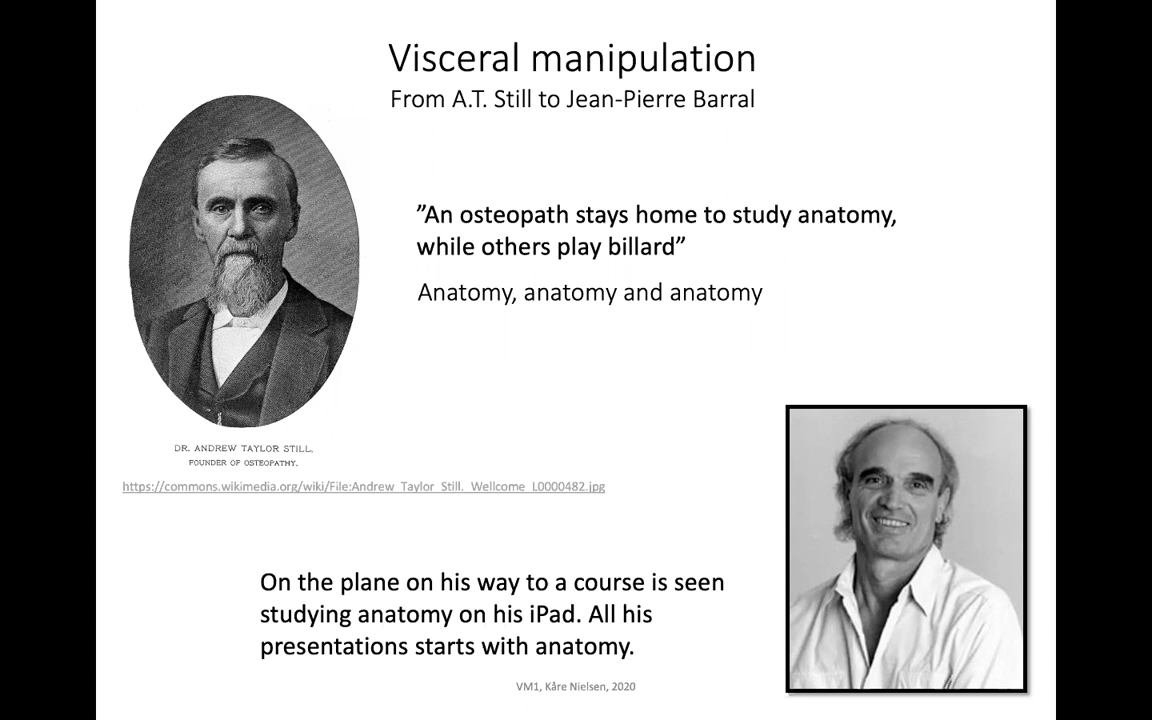 Visceral manipulation
From A.T. Still to Jean-Pierre Barral
”An osteopath stays home to study anatomy,
while others play billard”
Anatomy, anatomy and anatomy
DR. ANDREW TAYLOR STILL,
FOUNDER OF OSTEOPATHY.
https://commons.wikimedia.org/wiki/File:Andrew_Taylor_Still._Wellcome_L0000482.jpg
On the plane on his way to a course is seen
studying anatomy on his iPad. All his
presentations starts with anatomy.
VM1, Kåre Nielsen, 2020